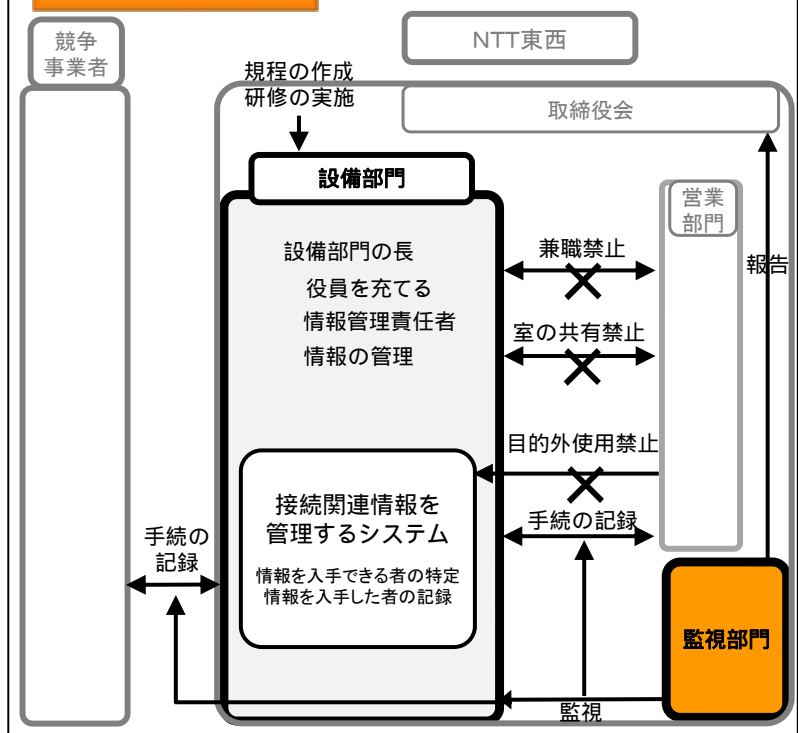 競争
事業者
NTT東西
規程の作成
研修の実施
取締役会
設備部門
営業
部門
設備部門の長
役員を充てる
情報管理責任者
情報の管理
兼職禁止
報告
室の共有禁止
目的外使用禁止
接続関連情報を
管理するシステム
情報を入手できる者の特定
情報を入手した者の記録
手続の記録
手続の
記録
監視部門
監視